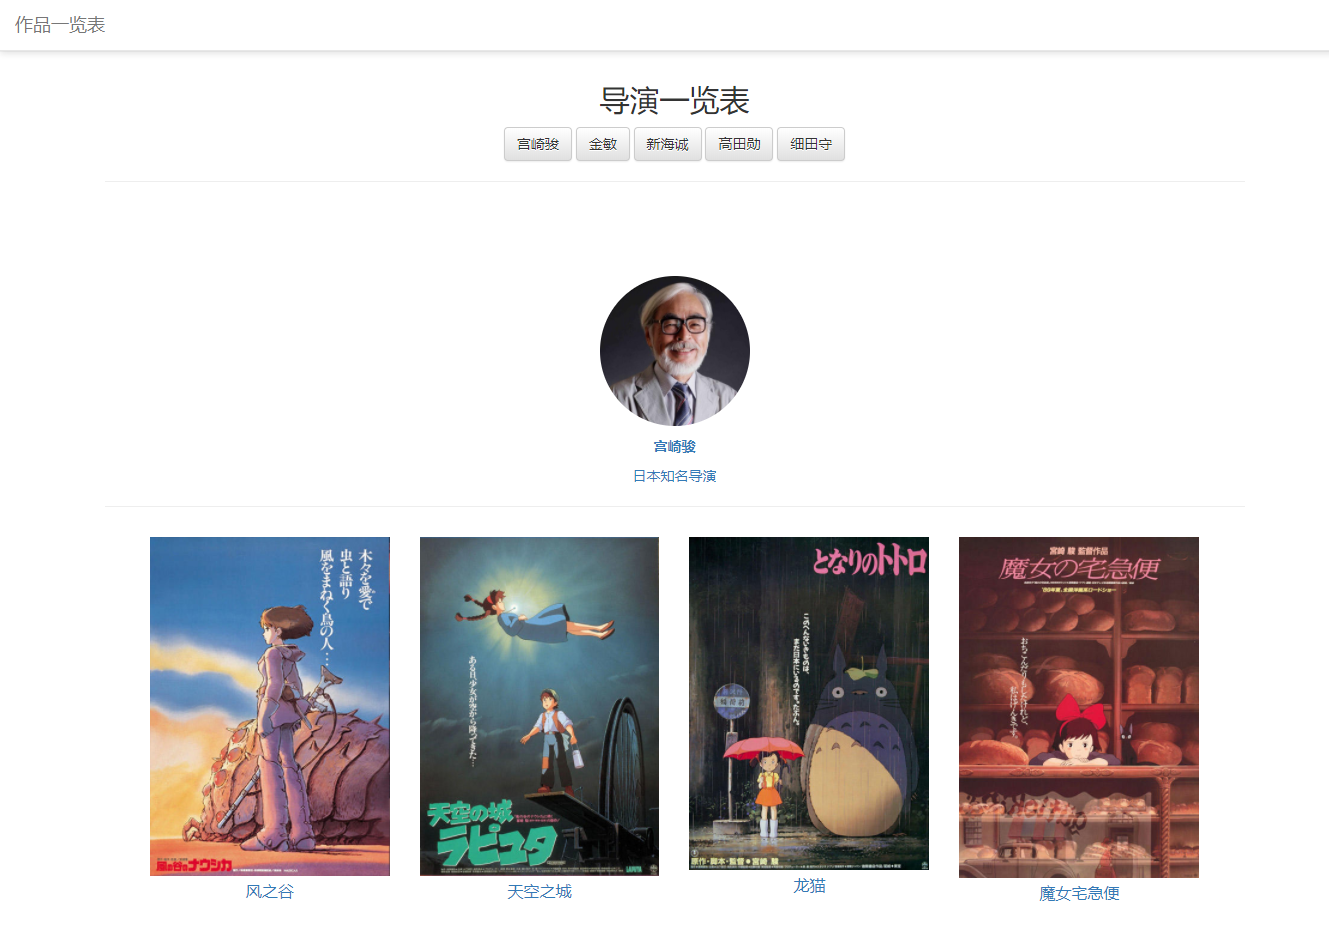 作品一览表
导演一览表
宫崎骏
金敏
新海诚
高田勋
细田守
宫崎骏
日本知名导演
木々を愛で
虫と語り
風をまねく鳥の人…
風の谷のナウシカ
風之谷
ある日、少女が空から降ってきた…
天空の城
ラピュタ
天空之城
となりのトトロ
このへんないきものは、
まだ日本にいるのです。たぶん。
原作・脚本・監督●宮崎 駿
龙猫
宮崎 駿 監督作品
魔女の宅急便
おちこんだりもしたけれど、
私はげんきです。
魔女宅急便